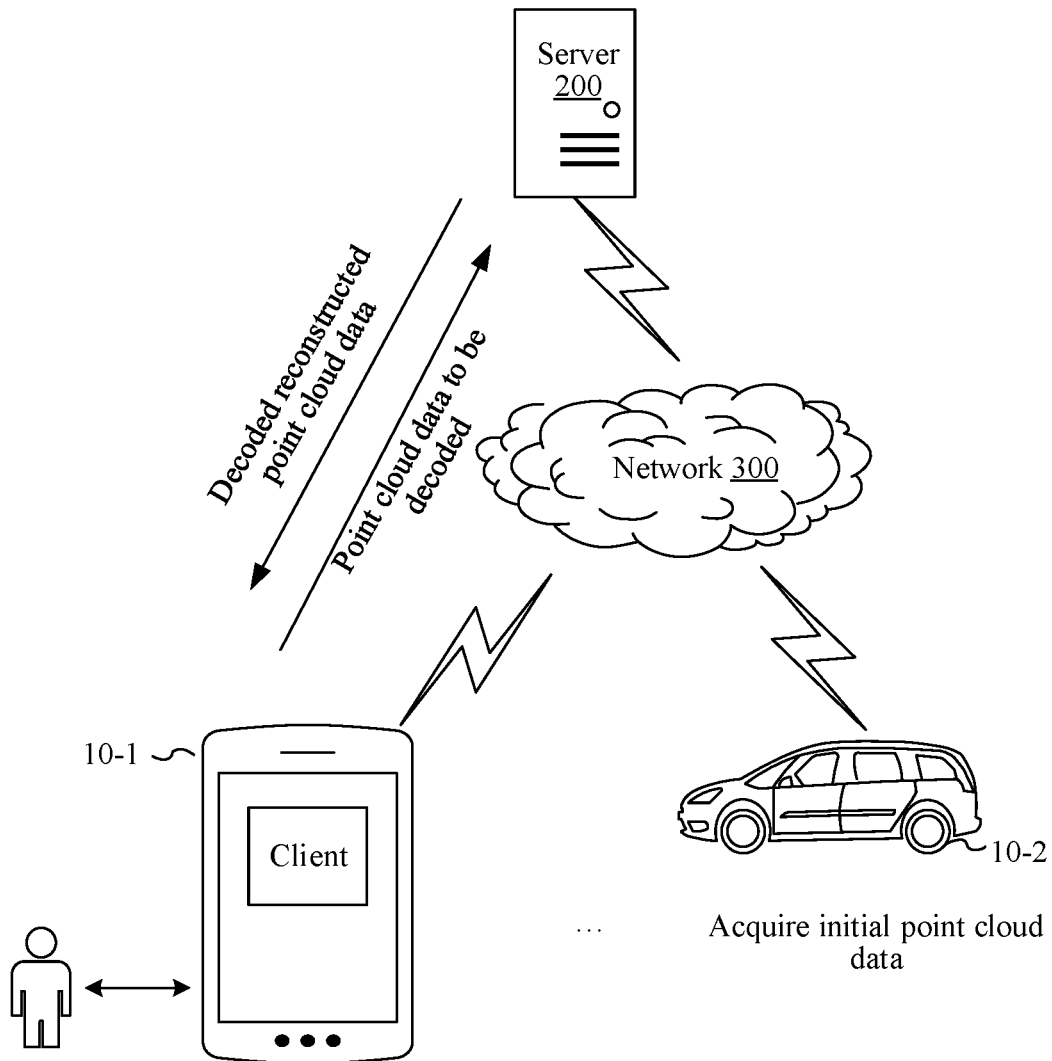 Server
200
Decoded reconstructed
point cloud data
Point cloud data to be
decoded
Network 300
10-1
Client
10-2
...
Acquire initial point cloud
data